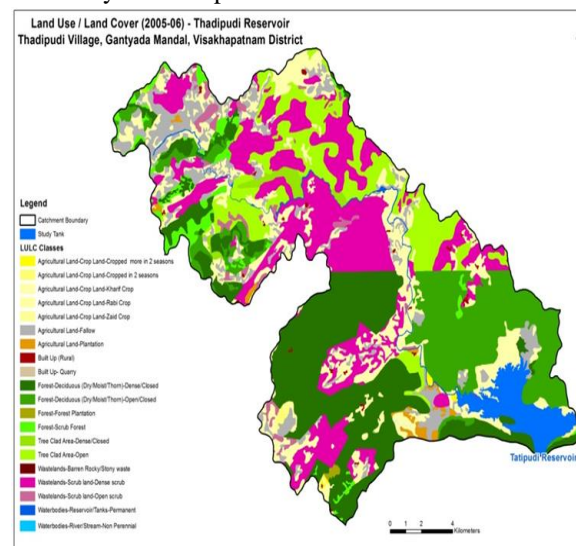 Land Use / Land Cover (2005-06) - Thadipudi Reservoir
Thadipudi Village, Gantyada Mandal, Visakhapatnam District
Legend
Catchment Boundary
Study Tank
LULC Classes
Agricultural Land-Crop Land-Cropped more in 2 seasons
Agricultural Land-Crop Land-Cropped in 2 seasons
Agricultural Land-Crop Land-Kharif Crop
Agricultural Land-Crop Land-Rabi Crop
Agricultural Land-Crop Land-Zaid Crop
Agricultural Land-Fallow
Agricultural Land-Plantation
Built Up (Rural)
Built Up- Quarry
Forest-Deciduous (Dry/Moist/Thorn)-Dense/Closed
Forest-Deciduous (Dry/Moist/Thorn)-Open/Closed
Forest-Forest Plantation
Forest-Scrub Forest
Tree Clad Area-Dense/Closed
Tree Clad Area-Open
Wastelands-Barren Rocky/Stony waste
Wastelands-Scrub land-Dense scrub
Wastelands-Scrub land-Open scrub
Waterbodies-Reservoir/Tanks-Permanent
Waterbodies-River/Stream-Non Perennial
Tatipudi Reservoir
0 1 2 4
Kilometers